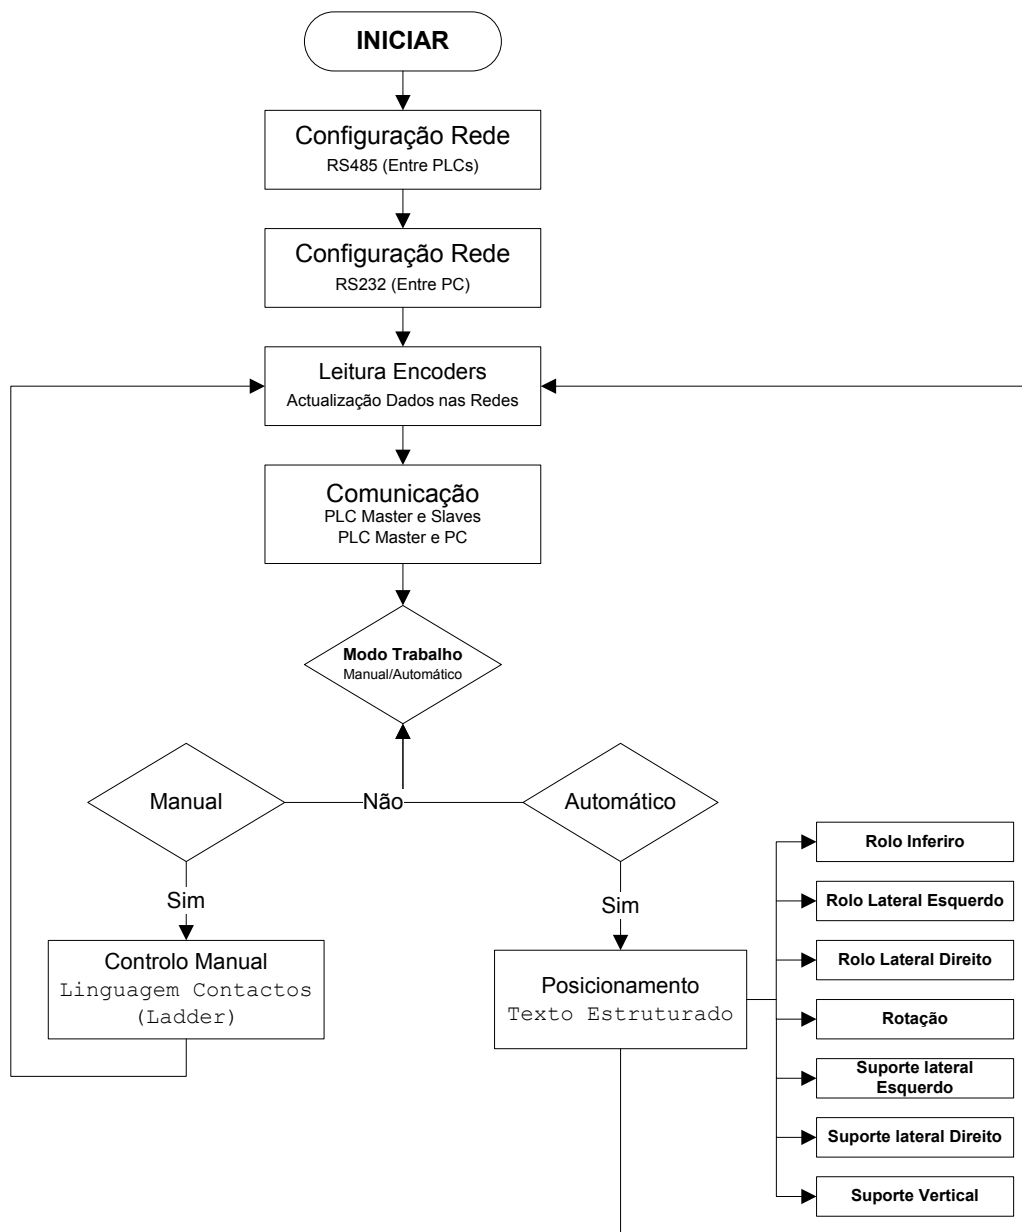 INICIAR
Configuração Rede
RS485 (Entre PLCs)
Configuração Rede
RS232 (Entre PC)
Leitura Encoders
Actualização Dados nas Redes
Comunicação
PLC Master e Slaves
PLC Master e PC
Modo Trabalho
Manual/Automático
Manual
Não
Automático
Sim
Sim
Controlo Manual
Linguagem Contactos
(Ladder)
Posicionamento
Texto Estruturado
Rolo Inferiro
Rolo Lateral Esquerdo
Rolo Lateral Direito
Rotação
Suporte lateral
Esquerdo
Suporte lateral Direito
Suporte Vertical